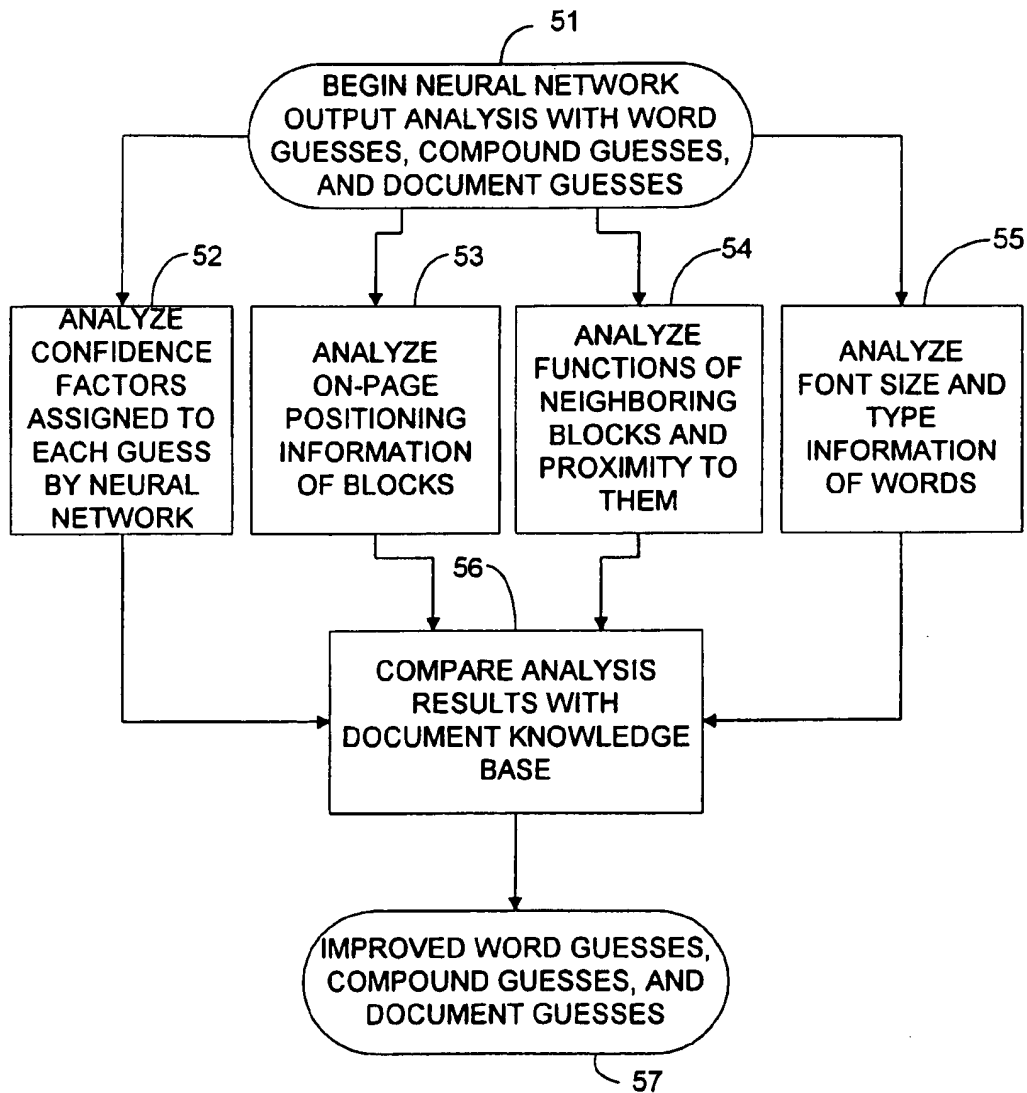 51
BEGIN NEURAL NETWORK
OUTPUT ANALYSIS WITH WORD
GUESSES, COMPOUND GUESSES,
AND DOCUMENT GUESSES
52
ANALYZE
CONFIDENCE
FACTORS
ASSIGNED TO
EACH GUESS
BY NEURAL
NETWORK
53
ANALYZE
ON-PAGE
POSITIONING
INFORMATION
OF BLOCKS
54
ANALYZE
FUNCTIONS OF
NEIGHBORING
BLOCKS AND
PROXIMITY TO
THEM
55
ANALYZE
FONT SIZE AND
TYPE
INFORMATION
OF WORDS
56
COMPARE ANALYSIS
RESULTS WITH
DOCUMENT KNOWLEDGE
BASE
IMPROVED WORD GUESSES,
COMPOUND GUESSES, AND
DOCUMENT GUESSES
57